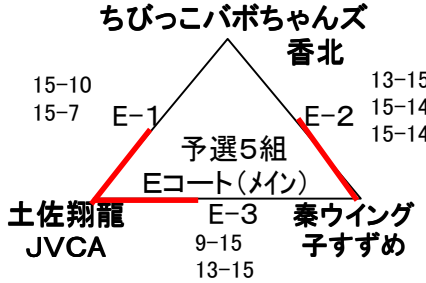 ちびっこバボちゃんズ
香北
15-10
15-7
E-1
13-15
15-14
15-14
E-2
予選5組
Eコート(メイン)
土佐翔龍
JVCA
E-3
9-15
13-15
秦ウイング
子すずめ